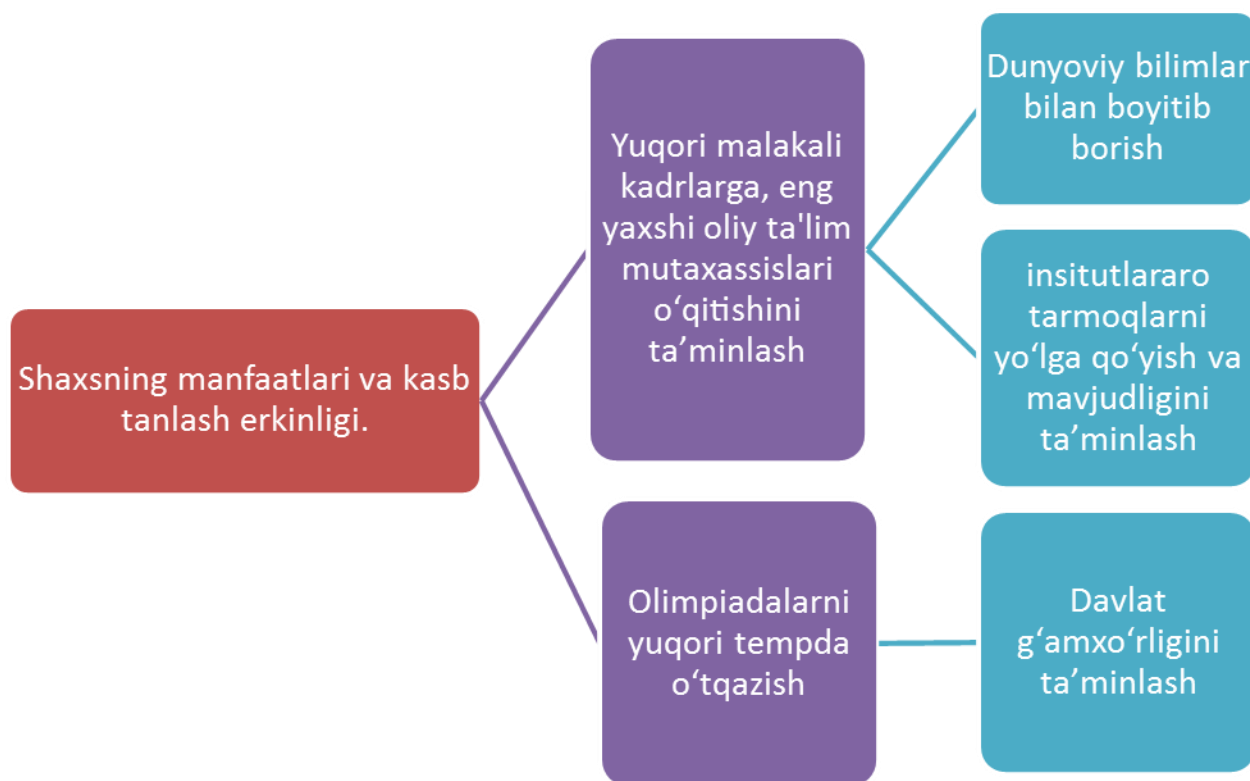 Shaxsning manfaatlari va kasb
tanlash erkinligi.
Yuqori malakali
kadrlarga, eng
yaxshi oliy ta'lim
mutaxassislari
o‘qitishini
ta’minlash
Olimpiadalarni
yuqori tempda
o‘tqazish
Dunyoviy bilimlar
bilan boyitib
borish
insitutlararo
tarmoqlarni
yo‘lga qo‘yish va
mavjudligini
ta’minlash
Davlat
g‘amxo‘rligini
ta’minlash